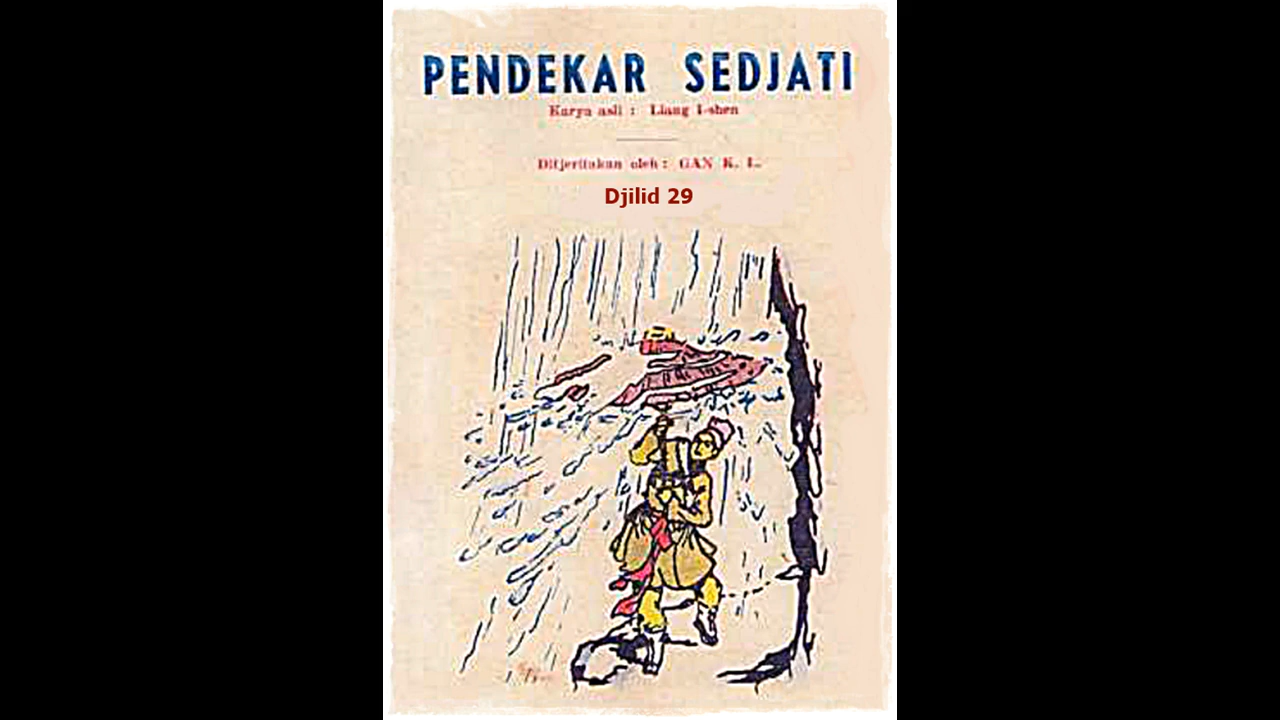 PENDEKAR SEDJATI
Karya asli : Liang I-shen
Ditjeritakan oleh : GAN K. L.
Djilid 29